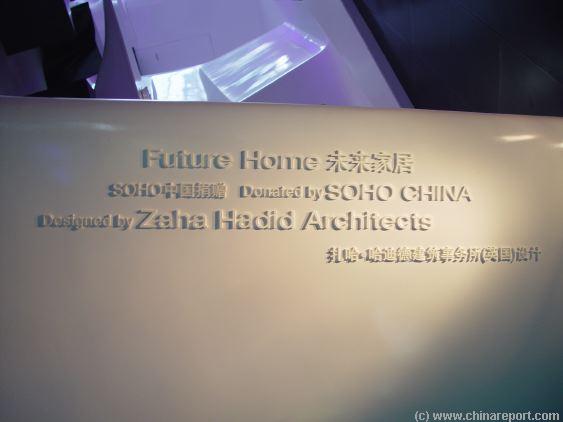 Future Home 未来家居
SOHO中国捐赠 Donated by SOHO CHINA
Designed by Zaha Hadid Architects
扎哈·哈迪德建筑事务所(英国)设计
(c) www.chinareport.com